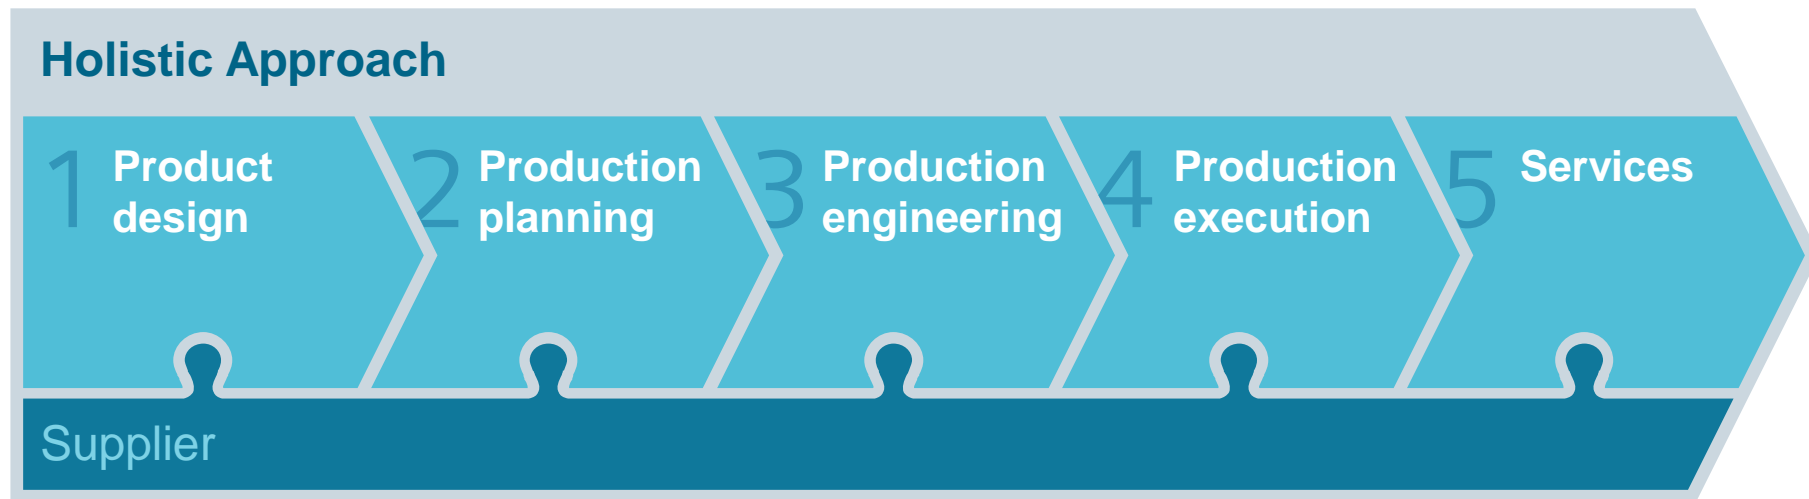 Holistic Approach
1 Product
design
2 Production
planning
3 Production
engineering
4 Production
execution
5 Services
Supplier